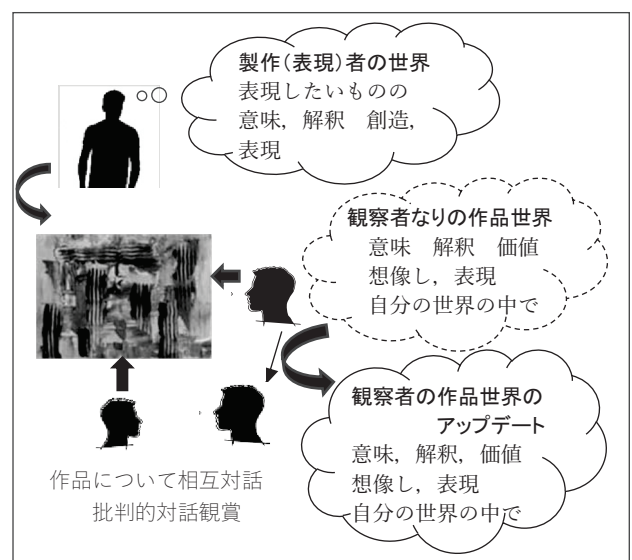 製作(表現)者の世界
表現したいものの
意味，解釈　創造，
表現
観察者なりの作品世界
意味　解釈　価値
想像し，表現
自分の世界の中で
観察者の作品世界の
アップデート
意味，解釈，価値
想像し，表現
自分の世界の中で
作品について相互対話
批判的対話観賞